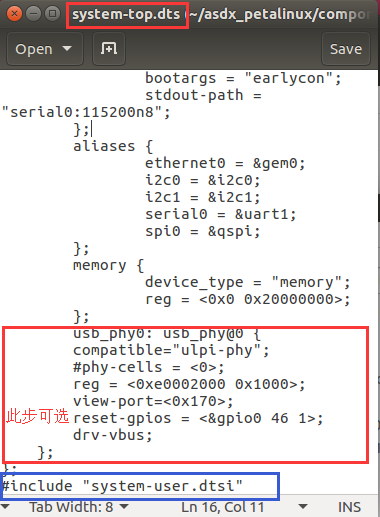 system-top.dts (~/asdx_petalinux/compor
Open
Save
bootargs = "earlycon";
stdout-path =
"serial0:115200n8";
};
aliases {
ethernet0 = &gem0;
i2c0 = &i2c0;
i2c1 = &i2c1;
serial0 = &uart1;
spi0 = &qspi;
};
memory {
device_type = "memory";
reg = <0x0 0x20000000>;
};
usb_phy0: usb_phy@0 {
compatible="ulpi-phy";
#phy-cells = <0>;
reg = <0xe0002000 0x1000>;
view-port=<0x170>;
此步可选 reset-gpios = <&gpio0 46 1>;
drv-vbus;
};
};
#include "system-user.dtsi"
Tab Width: 8 Ln 16, Col 11 INS